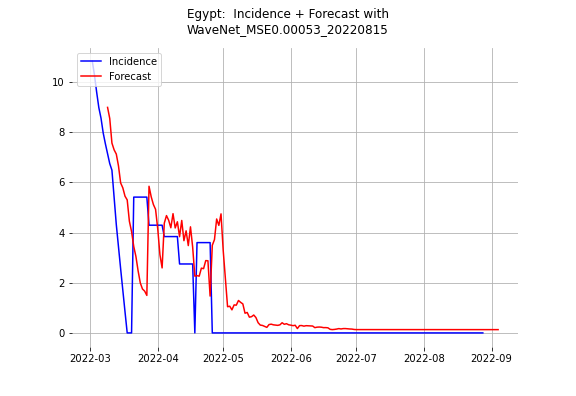 Egypt:  Incidence + Forecast with
WaveNet_MSE0.00053_20220815
Incidence
Forecast
10
8
6
4
2
0
2022-03 2022-04 2022-05 2022-06 2022-07 2022-08 2022-09